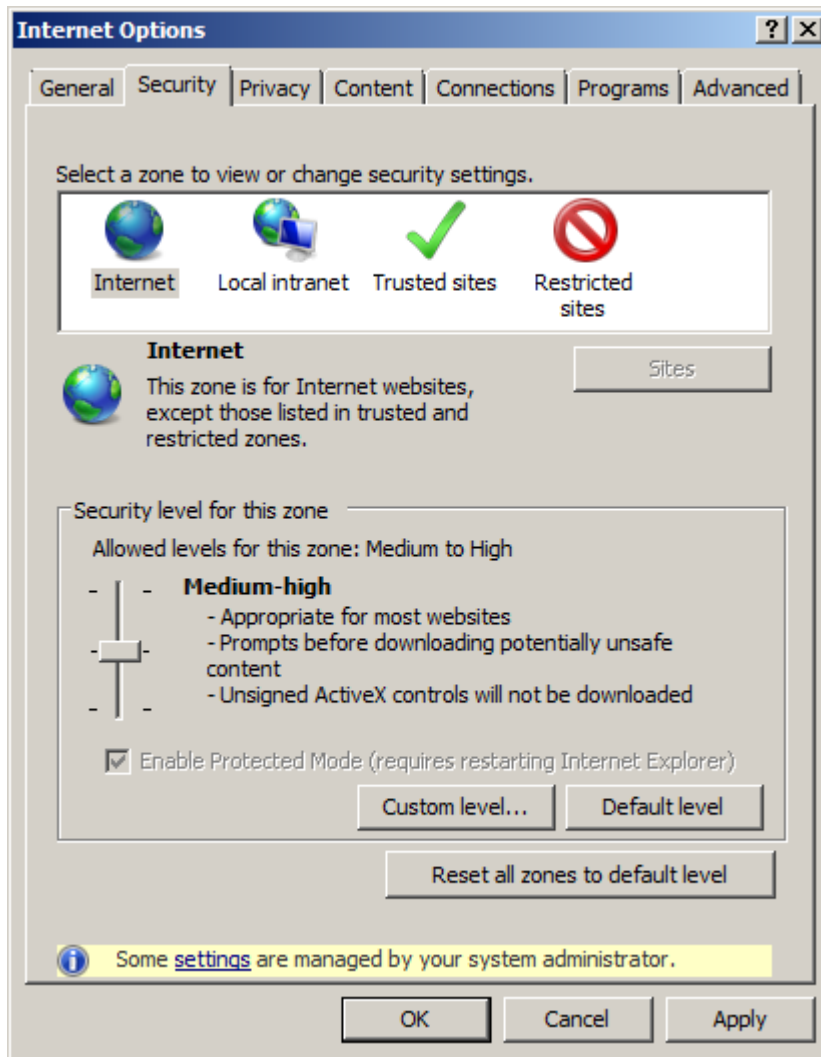 Internet Options
General Security Privacy Content Connections Programs Advanced
Select a zone to view or change security settings.
Internet Local intranet Trusted sites Restricted
sites
Internet
Sites
This zone is for Internet websites,
except those listed in trusted and
restricted zones.
Security level for this zone
Allowed levels for this zone: Medium to High
Medium-high
- Appropriate for most websites
- Prompts before downloading potentially unsafe
content
- Unsigned ActiveX controls will not be downloaded
Enable Protected Mode (requires restarting Internet Explorer)
Custom level... Default level
Reset all zones to default level
Some settings are managed by your system administrator.
OK Cancel Apply